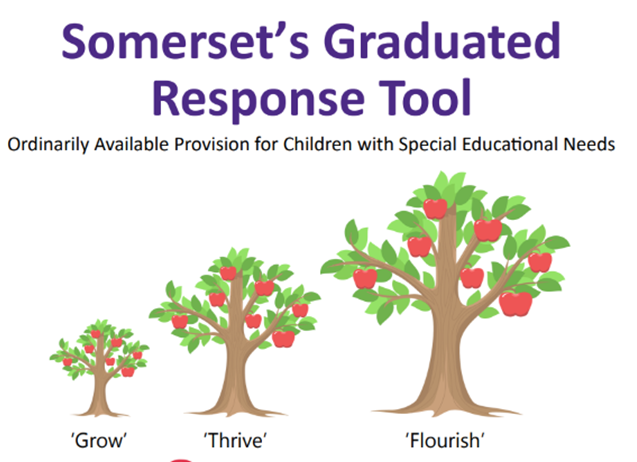 Somerset’s Graduated
Response Tool
Ordinarily Available Provision for Children with Special Educational Needs
‘Grow’ ‘Thrive’ ‘Flourish’